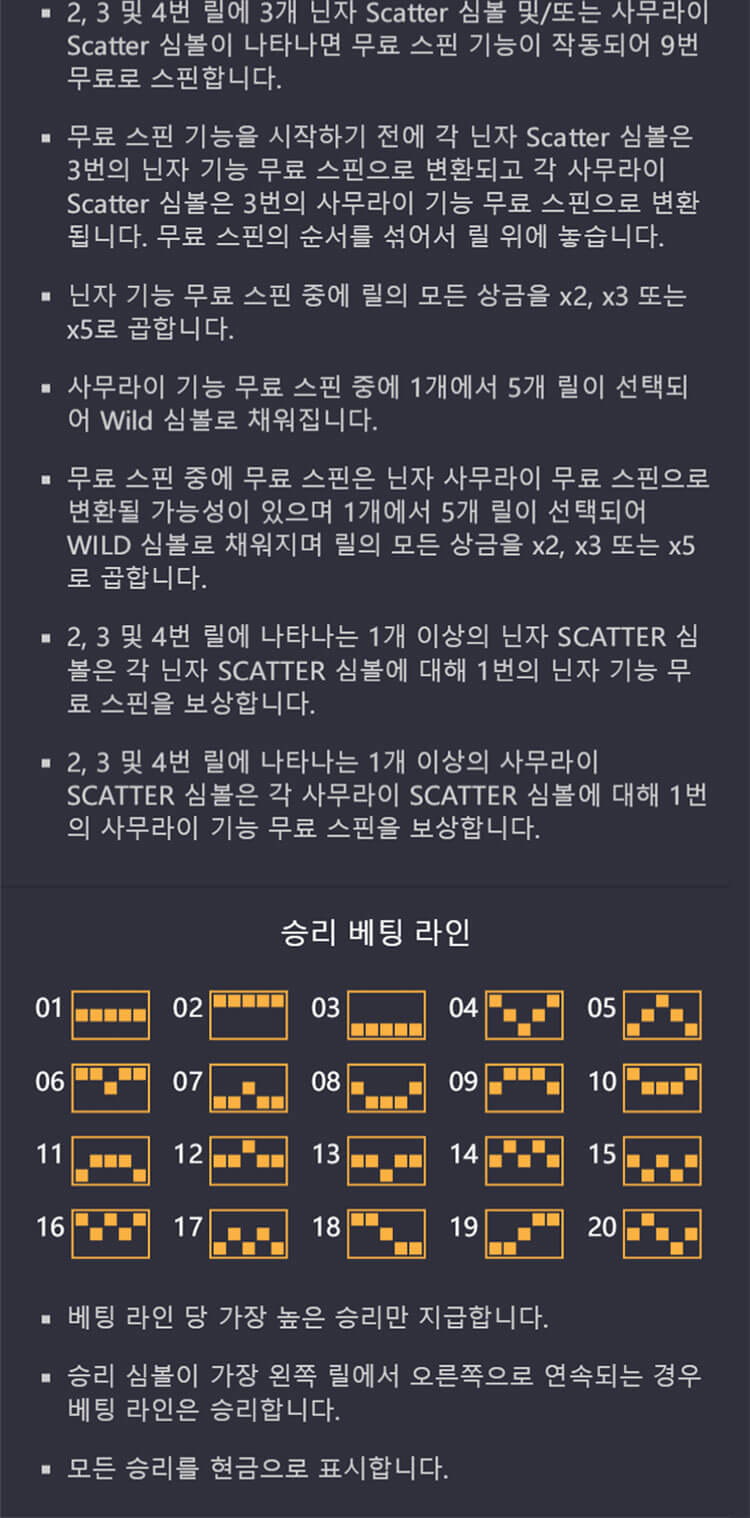 ▪ 2, 3 및 4번 릴에 3개 닌자 Scatter 심볼 및/또는 사무라이
Scatter 심볼이 나타나면 무료 스핀 기능이 작동되어 9번
무료로 스핀합니다.
▪ 무료 스핀 기능을 시작하기 전에 각 닌자 Scatter 심볼은
3번의 닌자 기능 무료 스핀으로 변환되고 각 사무라이
Scatter 심볼은 3번의 사무라이 기능 무료 스핀으로 변환
됩니다. 무료 스핀의 순서를 섞어서 릴 위에 놓습니다.
▪ 닌자 기능 무료 스핀 중에 릴의 모든 상금을 x2, x3 또는
x5로 곱합니다.
▪ 사무라이 기능 무료 스핀 중에 1개에서 5개 릴이 선택되
어 Wild 심볼로 채워집니다.
▪ 무료 스핀 중에 무료 스핀은 닌자 사무라이 무료 스핀으로
변환될 가능성이 있으며 1개에서 5개 릴이 선택되어
WILD 심볼로 채워지며 릴의 모든 상금을 x2, x3 또는 x5
로 곱합니다.
▪ 2, 3 및 4번 릴에 나타나는 1개 이상의 닌자 SCATTER 심
볼은 각 닌자 SCATTER 심볼에 대해 1번의 닌자 기능 무
료 스핀을 보상합니다.
▪ 2, 3 및 4번 릴에 나타나는 1개 이상의 사무라이
SCATTER 심볼은 각 사무라이 SCATTER 심볼에 대해 1번
의 사무라이 기능 무료 스핀을 보상합니다.
승리 베팅 라인
01 02 03 04 05
06 07 08 09 10
11 12 13 14 15
16 17 18 19 20
▪ 베팅 라인 당 가장 높은 승리만 지급합니다.
▪ 승리 심볼이 가장 왼쪽 릴에서 오른쪽으로 연속되는 경우
베팅 라인은 승리합니다.
▪ 모든 승리를 현금으로 표시합니다.